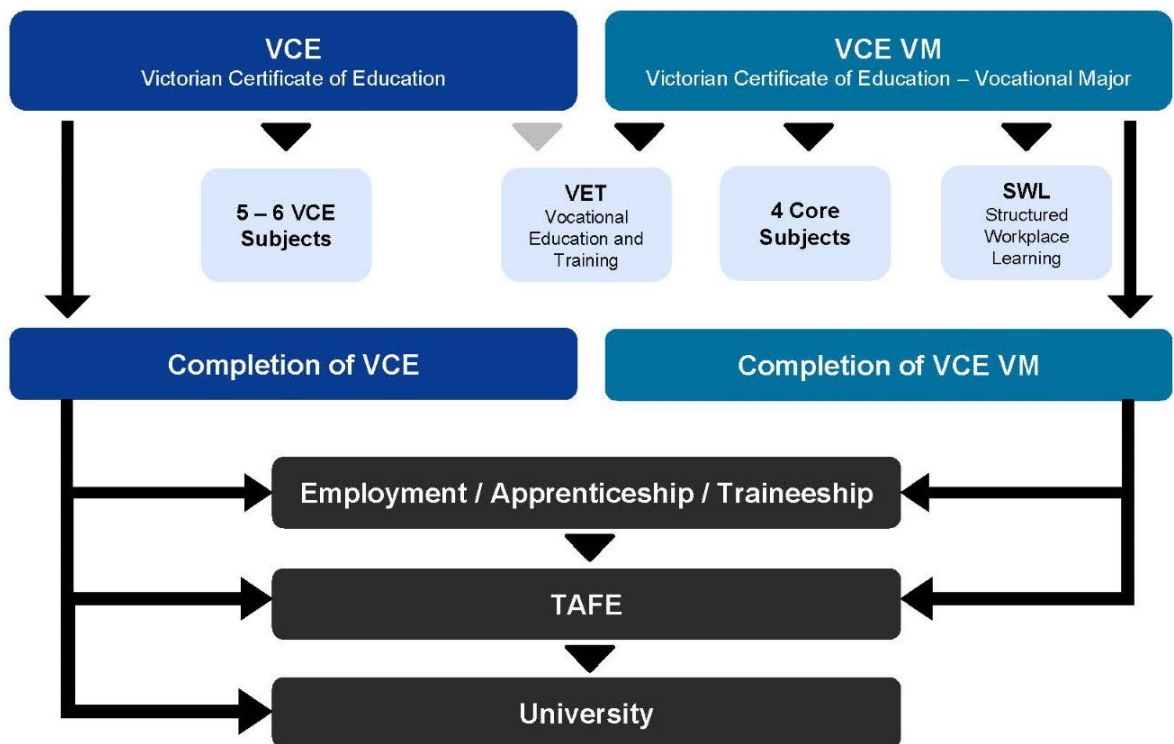 VCE
Victorian Certificate of Education
VCE VM
Victorian Certificate of Education – Vocational Major
5 – 6 VCE
Subjects
VET
Vocational
Education and
Training
4 Core
Subjects
SWL
Structured
Workplace
Learning
Completion of VCE
Completion of VCE VM
Employment / Apprenticeship / Traineeship
TAFE
University